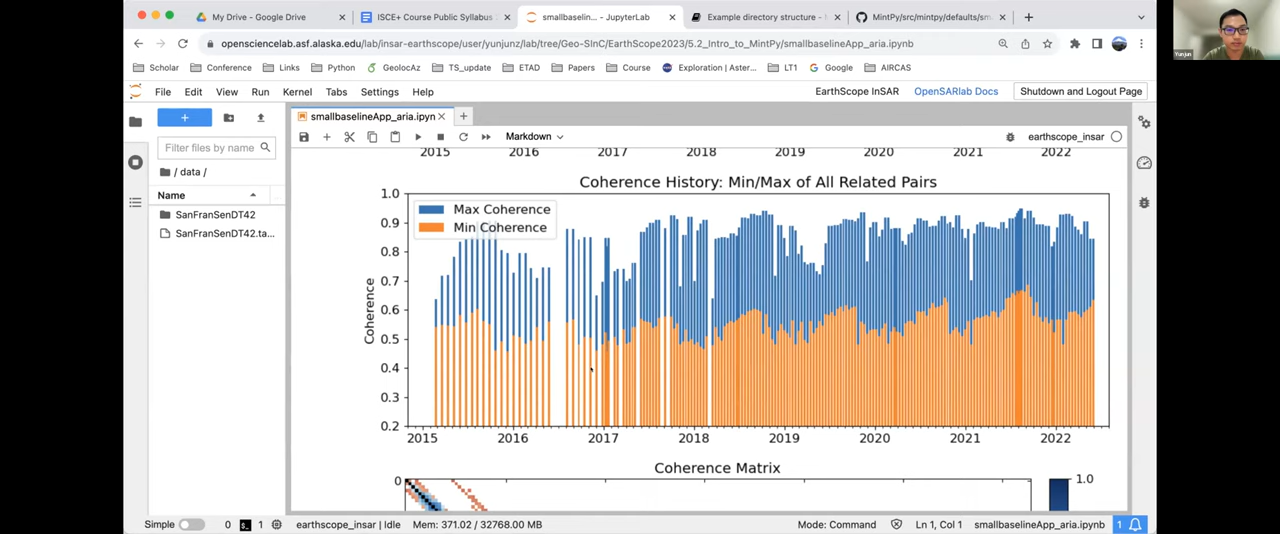 My Drive - Google Drive
ISCE+ Course Public Syllabus
smallbaselin... - JupyterLab
Example directory structure -
MintPy/src/mintpy/defaults/sm
opensciencelab.asf.alaska.edu/lab/insar-earthscope/user/yunjunz/lab/tree/Geo-SInC/EarthScope2023/5.2_Intro_to_MintPy/smallbaselineApp_aria.ipynb
Scholar Conference Links Python GeolocAz TS_update ETAD Papers Course Exploration | Aster... LT1 Google AIRCAS
Yunjun
File Edit View Run Kernel Tabs Settings Help
EarthScope InSAR OpenSARlab Docs Shutdown and Logout Page
smallbaselineApp_aria.ipyn
Markdown
earthscope_insar
Filter files by name
/ data /
Name
SanFranSenDT42
SanFranSenDT42.ta...
2015 2016 2017 2018 2019 2020 2021 2022
Coherence History: Min/Max of All Related Pairs
Max Coherence
Min Coherence
Coherence
1.0
0.9
0.8
0.7
0.6
0.5
0.4
0.3
0.2
2015 2016 2017 2018 2019 2020 2021 2022
Coherence Matrix
0
1.0
Simple 0 1 earthscope_insar | Idle Mem: 371.02 / 32768.00 MB Mode: Command Ln 1, Col 1 smallbaselineApp_aria.ipynb 1